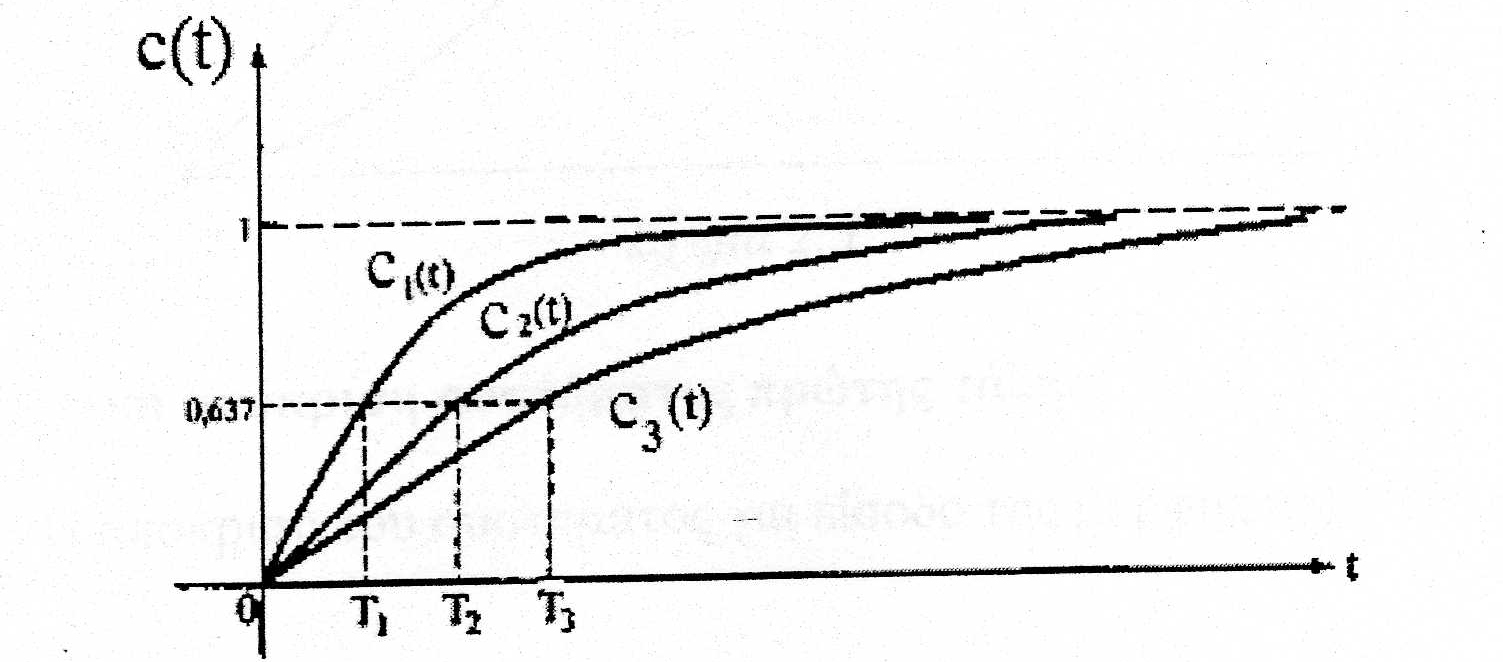 c(t)
1
C₁(t)
C₂(t)
0,637
C₃(t)
t
0
T₁
T₂
T₃